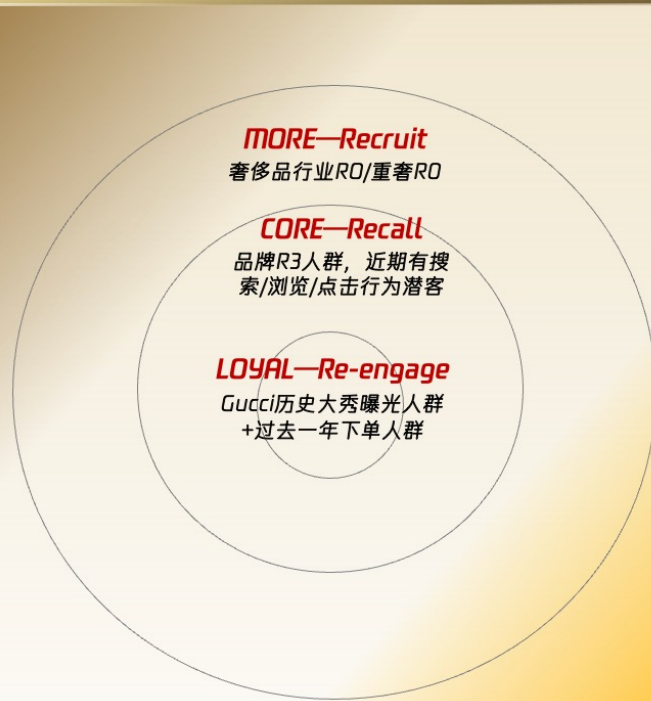 MORE—Recruit
奢侈品行业R0/重奢R0
CORE—Recall
品牌R3人群，近期有搜
索/浏览/点击行为潜客
LOYAL—Re-engage
Gucci历史大秀曝光人群
+过去一年下单人群